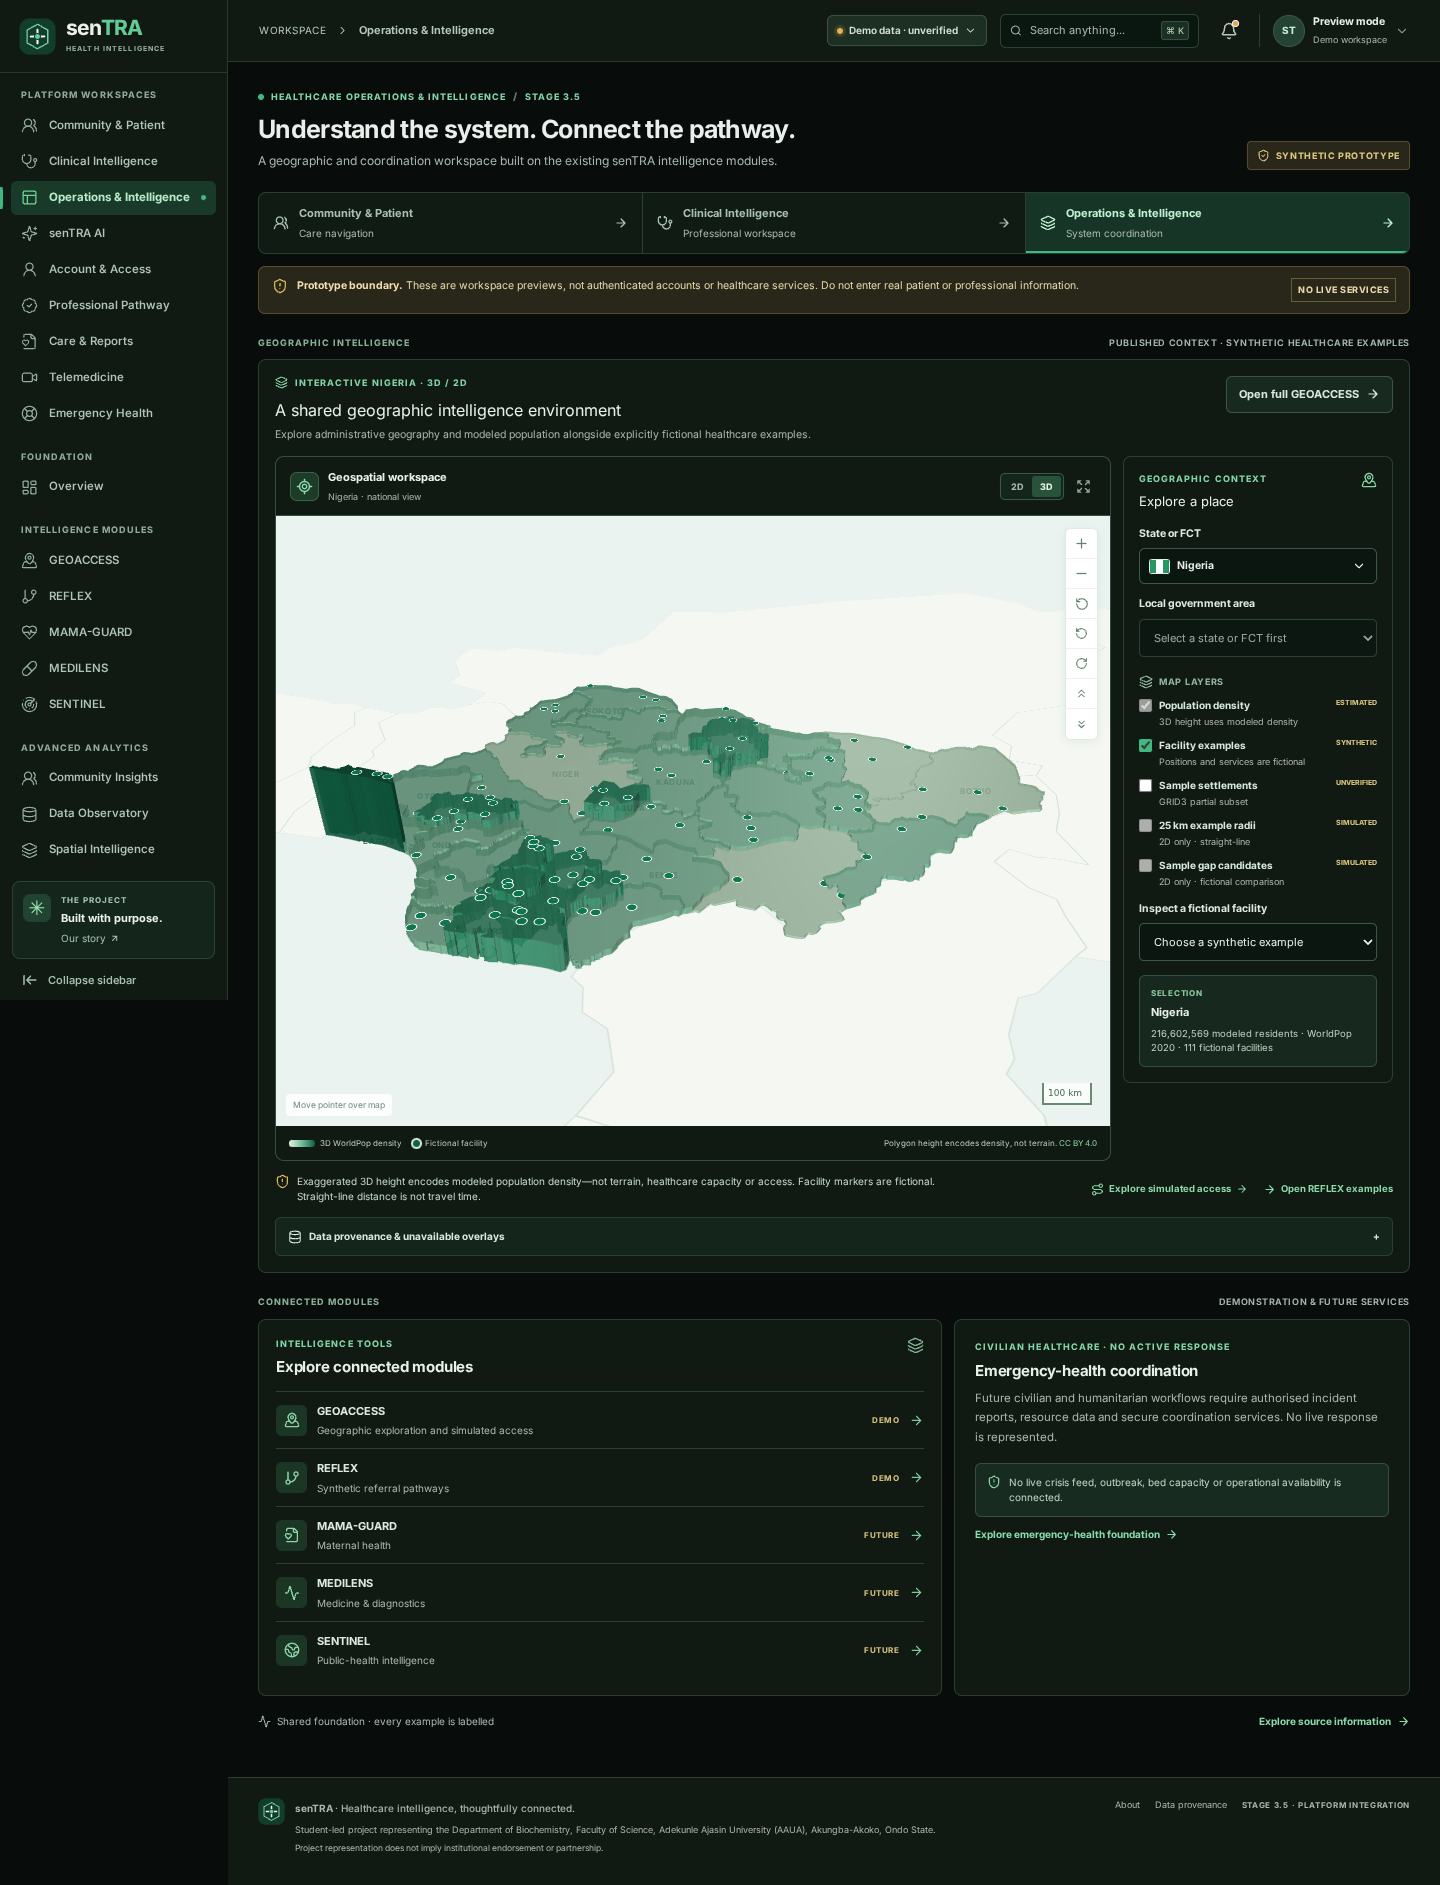 senTRA
HEALTH INTELLIGENCE
PLATFORM WORKSPACES
Community & Patient
Clinical Intelligence
Operations & Intelligence
senTRA AI
Account & Access
Professional Pathway
Care & Reports
Telemedicine
Emergency Health
FOUNDATION
Overview
INTELLIGENCE MODULES
GEOACCESS
REFLEX
MAMA-GUARD
MEDILENS
SENTINEL
ADVANCED ANALYTICS
Community Insights
Data Observatory
Spatial Intelligence
THE PROJECT
Built with purpose.
Our story
Collapse sidebar
WORKSPACE
Operations & Intelligence
Demo data · unverified
Search anything...
⌘ K
ST
Preview mode
Demo workspace
HEALTHCARE OPERATIONS & INTELLIGENCE / STAGE 3.5
Understand the system. Connect the pathway.
A geographic and coordination workspace built on the existing senTRA intelligence modules.
SYNTHETIC PROTOTYPE
Community & Patient
Care navigation
Clinical Intelligence
Professional workspace
Operations & Intelligence
System coordination
Prototype boundary. These are workspace previews, not authenticated accounts or healthcare services. Do not enter real patient or professional information.
NO LIVE SERVICES
GEOGRAPHIC INTELLIGENCE
PUBLISHED CONTEXT · SYNTHETIC HEALTHCARE EXAMPLES
INTERACTIVE NIGERIA · 3D / 2D
A shared geographic intelligence environment
Explore administrative geography and modeled population alongside explicitly fictional healthcare examples.
Open full GEOACCESS
Geospatial workspace
Nigeria · national view
2D
3D
SOKOTO
NIGER
KADUNA
100 km
Move pointer over map
3D WorldPop density
Fictional facility
Polygon height encodes density, not terrain. CC BY 4.0
GEOGRAPHIC CONTEXT
Explore a place
State or FCT
Nigeria
Local government area
Select a state or FCT first
MAP LAYERS
Population density
ESTIMATED
3D height uses modeled density
Facility examples
SYNTHETIC
Positions and services are fictional
Sample settlements
UNVERIFIED
GRID3 partial subset
25 km example radii
SIMULATED
2D only · straight-line
Sample gap candidates
SIMULATED
2D only · fictional comparison
Inspect a fictional facility
Choose a synthetic example
SELECTION
Nigeria
216,602,569 modeled residents · WorldPop
2020 · 111 fictional facilities
Exaggerated 3D height encodes modeled population density—not terrain, healthcare capacity or access. Facility markers are fictional.
Straight-line distance is not travel time.
Explore simulated access
Open REFLEX examples
Data provenance & unavailable overlays
+
CONNECTED MODULES
DEMONSTRATION & FUTURE SERVICES
INTELLIGENCE TOOLS
Explore connected modules
GEOACCESS
Geographic exploration and simulated access
DEMO
REFLEX
Synthetic referral pathways
DEMO
MAMA-GUARD
Maternal health
FUTURE
MEDILENS
Medicine & diagnostics
FUTURE
SENTINEL
Public-health intelligence
FUTURE
CIVILIAN HEALTHCARE · NO ACTIVE RESPONSE
Emergency-health coordination
Future civilian and humanitarian workflows require authorised incident
reports, resource data and secure coordination services. No live response
is represented.
No live crisis feed, outbreak, bed capacity or operational availability is
connected.
Explore emergency-health foundation
Shared foundation · every example is labelled
Explore source information
senTRA · Healthcare intelligence, thoughtfully connected.
Student-led project representing the Department of Biochemistry, Faculty of Science, Adekunle Ajasin University (AAUA), Akungba-Akoko, Ondo State.
Project representation does not imply institutional endorsement or partnership.
About
Data provenance
STAGE 3.5 · PLATFORM INTEGRATION